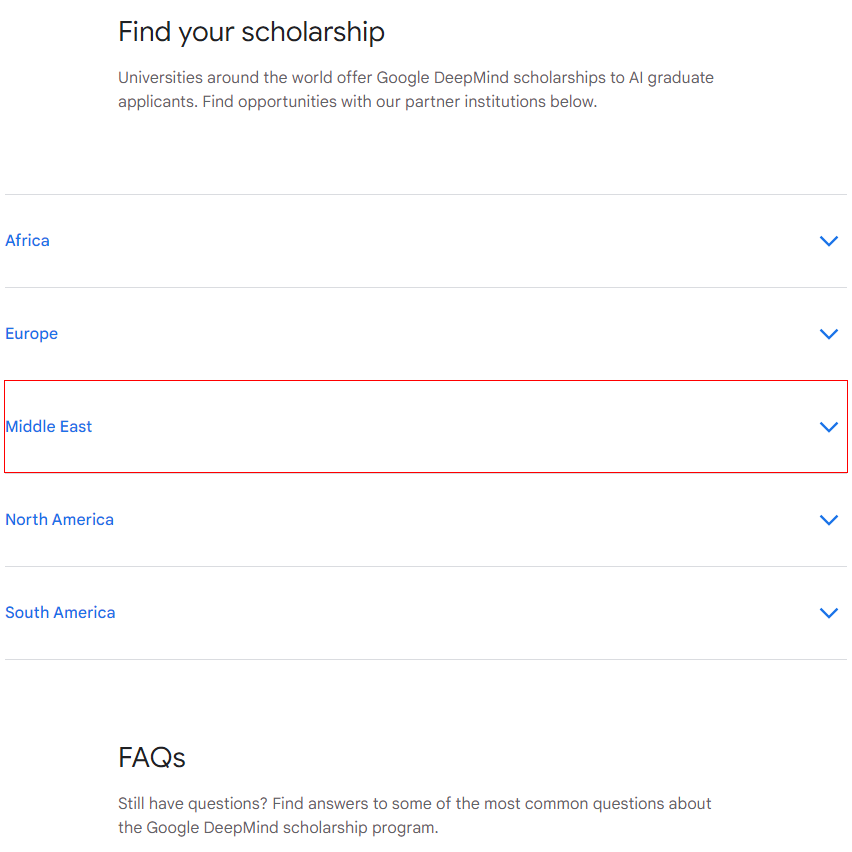 Find your scholarship
Universities around the world offer Google DeepMind scholarships to AI graduate
applicants. Find opportunities with our partner institutions below.
Africa
Europe
Middle East
North America
South America
FAQs
Still have questions? Find answers to some of the most common questions about
the Google DeepMind scholarship program.